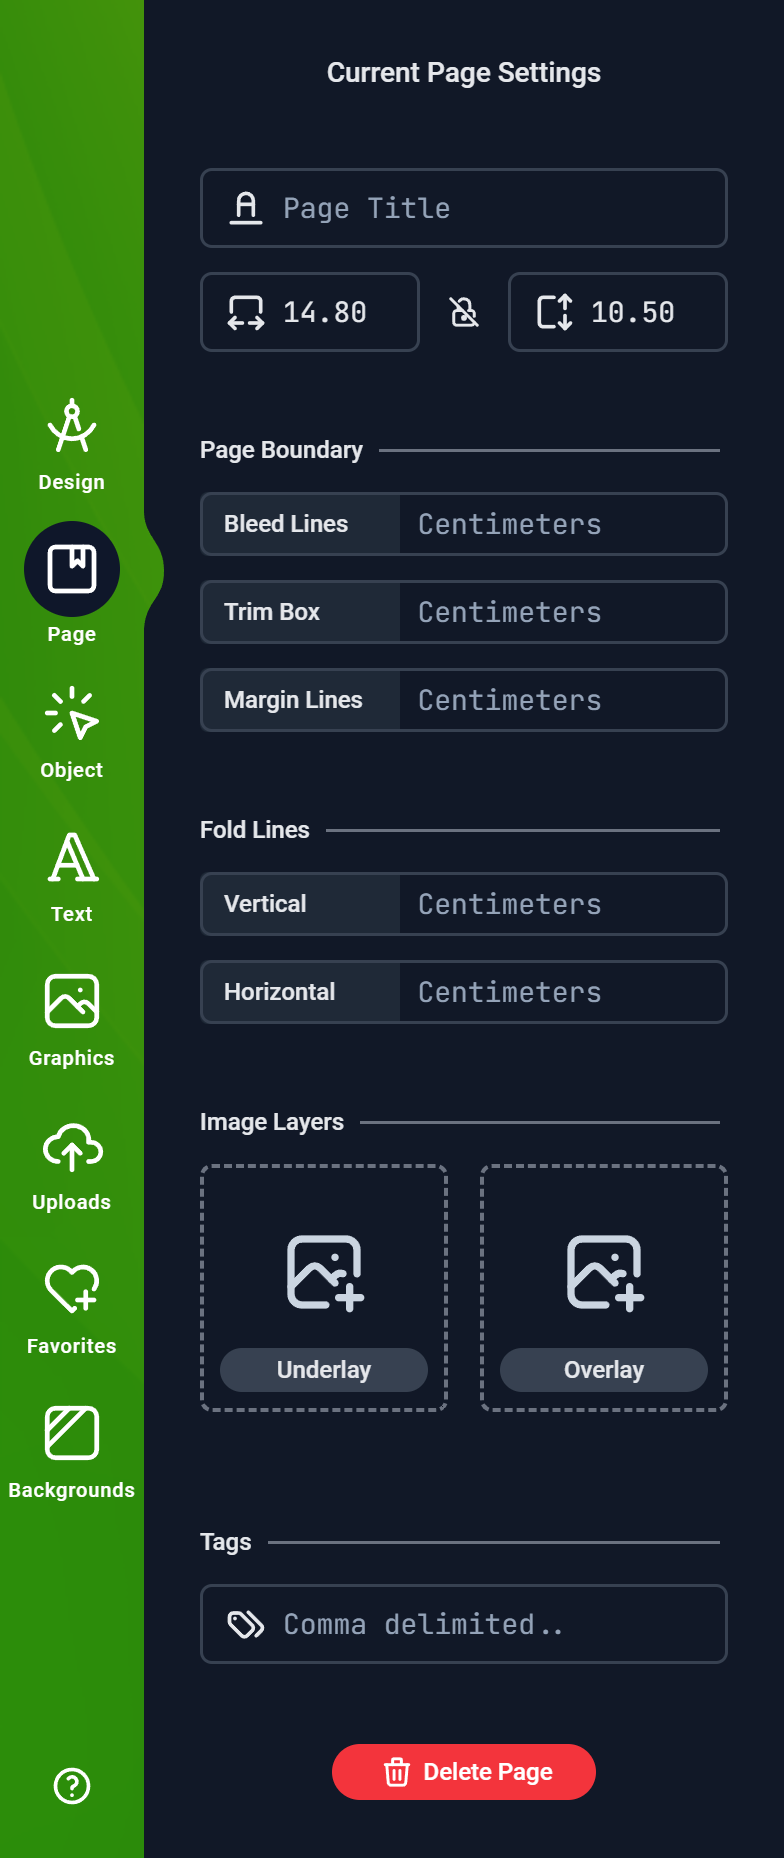 Current Page Settings
Page Title
14.80
10.50
Page Boundary
Bleed Lines Centimeters
Trim Box Centimeters
Margin Lines Centimeters
Fold Lines
Vertical Centimeters
Horizontal Centimeters
Image Layers
Underlay
Overlay
Tags
Comma delimited..
Delete Page
Design
Page
Object
Text
Graphics
Uploads
Favorites
Backgrounds